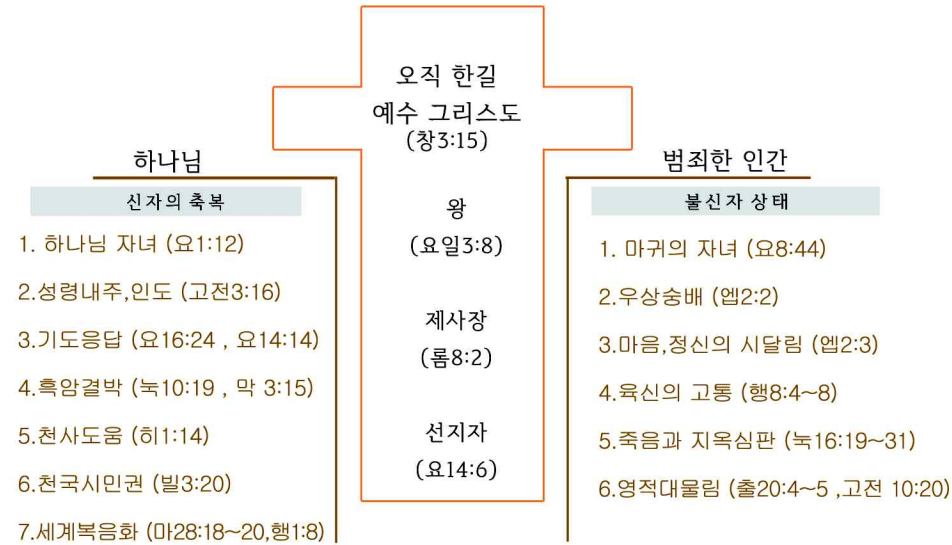 오직 한길
예수 그리스도
(창3:15)
왕
(요일3:8)
제사장
(롬8:2)
선지자
(요14:6)
하나님
신자의 축복
1. 하나님 자녀 (요1:12)
2.성령내주,인도 (고전3:16)
3.기도응답 (요16:24 , 요14:14)
4.흑암결박 (눅10:19 , 막 3:15)
5.천사도움 (히1:14)
6.천국시민권 (빌3:20)
7.세계복음화 (마28:18~20,행1:8)
범죄한 인간
불신자 상태
1. 마귀의 자녀 (요8:44)
2.우상숭배 (엡2:2)
3.마음,정신의 시달림 (엡2:3)
4.육신의 고통 (행8:4~8)
5.죽음과 지옥심판 (눅16:19~31)
6.영적대물림 (출20:4~5 ,고전 10:20)